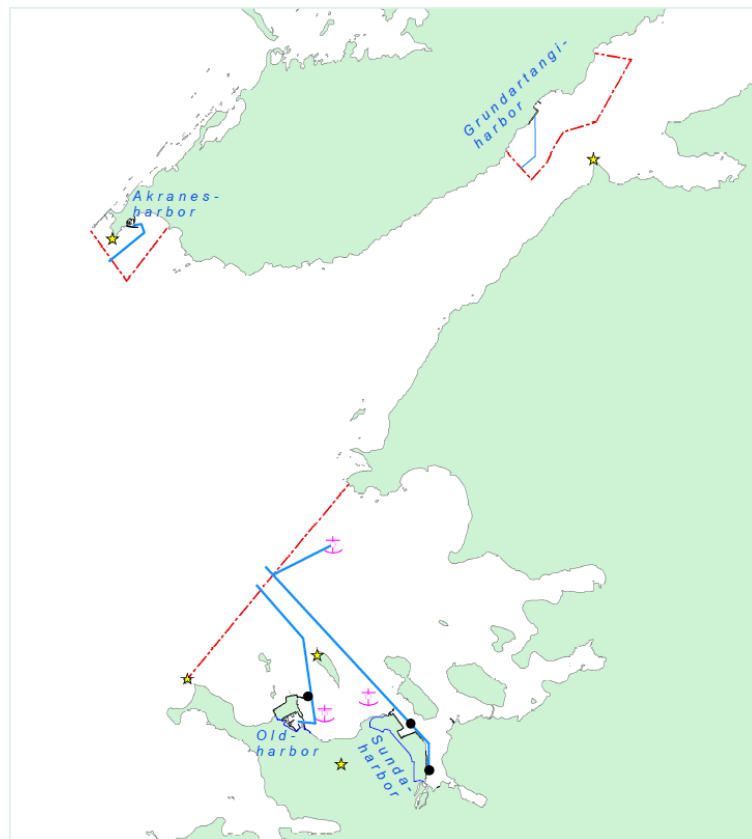 Grundartangi-
harbor
Akranes-
harbor
Old-
harbor
Sunda-
harbor